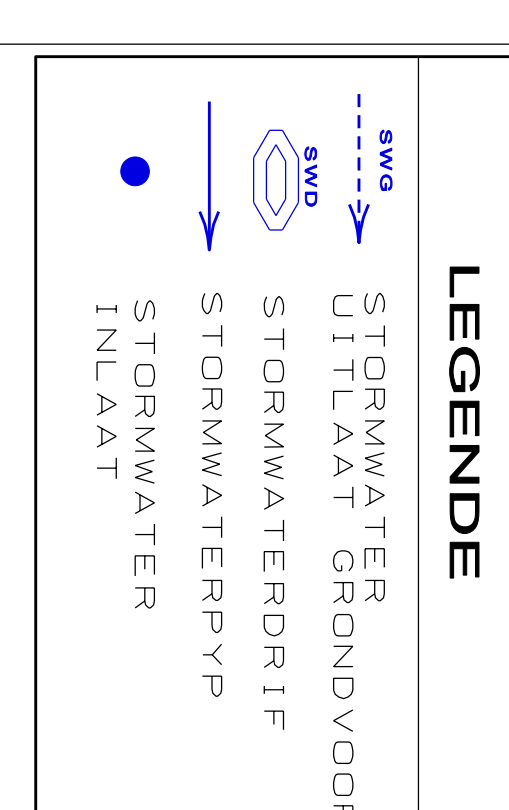 LEGENDE
SWG
STORMWATER
UITLAAT GRONDVOOR
SWD
STORMWATERDRIF
STORMWATERPYP
STORMWATER
INLAAT